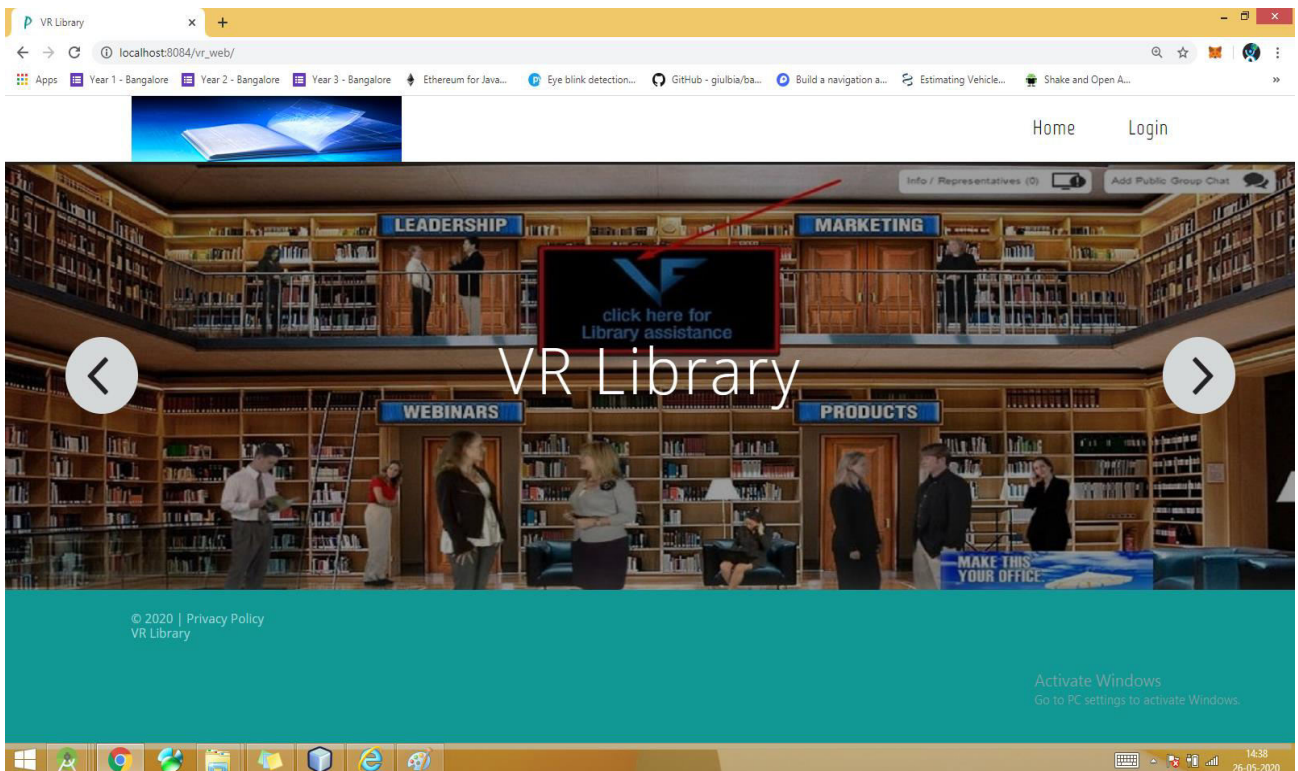 VR Library
localhost:8084/vr_web/
Apps Year 1 - Bangalore Year 2 - Bangalore Year 3 - Bangalore Ethereum for Java... Eye blink detection... GitHub - giulbia/ba... Build a navigation a... Estimating Vehicle... Shake and Open A... »
Home Login
Info / Representatives (0) Add Public Group Chat
LEADERSHIP MARKETING
VF
click here for
Library assistance
VR Library
WEBINARS PRODUCTS
MAKE THIS
YOUR OFFICE.
© 2020 | Privacy Policy
VR Library
Activate Windows
Go to PC settings to activate Windows.
14:38
26-05-2020